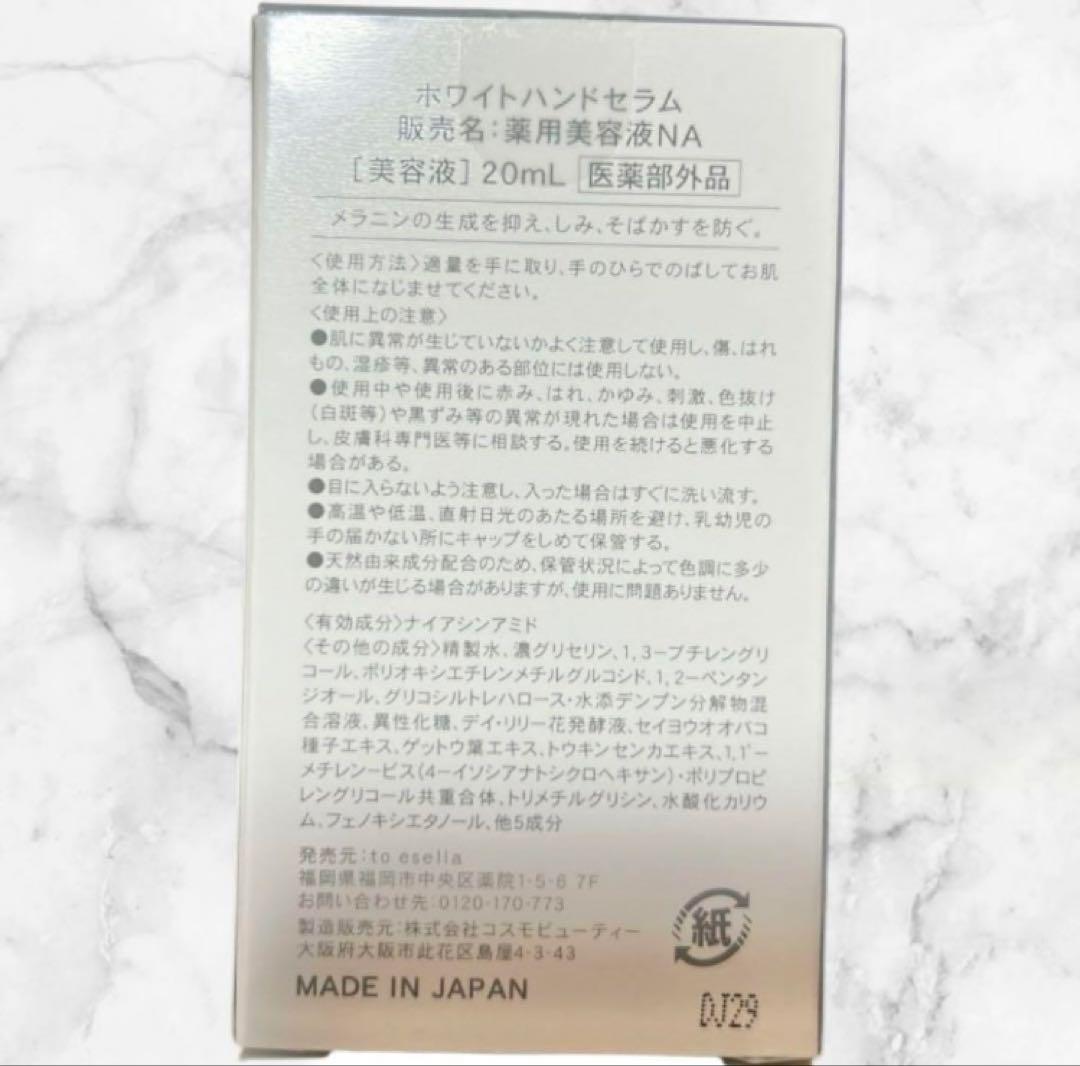 ホワイトハンドセラム
販売名:薬用美容液NA
[美容液] 20mL 医薬部外品
メラニンの生成を抑え、しみ、そばかすを防ぐ。
〈使用方法〉適量を手に取り、手のひらでのばしてお肌
全体になじませてください。
〈使用上の注意〉
●肌に異常が生じていないかよく注意して使用し、傷、はれ
もの、湿疹等、異常のある部位には使用しない。
●使用中や使用後に赤み、はれ、かゆみ、刺激、色抜け
(白斑等)や黒ずみ等の異常が現れた場合は使用を中止
し、皮膚科専門医等に相談する。使用を続けると悪化する
場合がある。
●目に入らないよう注意し、入った場合はすぐに洗い流す。
●高温や低温、直射日光のあたる場所を避け、乳幼児の
手の届かない所にキャップをしめて保管する。
●天然由来成分配合のため、保管状況によって色調に多少
の違いが生じる場合がありますが、使用に問題ありません。
〈有効成分〉ナイアシンアミド
〈その他の成分〉精製水、濃グリセリン、1,3-ブチレングリ
コール、ポリオキシエチレンメチルグルコシド、1,2-ペンタン
ジオール、グリコシルトレハロース・水添デンプン分解物混
合溶液、異性化糖、デイ・リリー花発酵液、セイヨウオオバコ
種子エキス、ゲットウ葉エキス、トウキンセンカエキス、1,1'-
メチレン-ビス(4-イソシアナトシクロヘキサン)・ポリプロピ
レングリコール共重合体、トリメチルグリシン、水酸化カリウ
ム、フェノキシエタノール、他5成分
発売元:to esella
福岡県福岡市中央区薬院1-5-6 7F
お問い合わせ先:0120-170-773
製造販売元:株式会社コスモビューティー
大阪府大阪市此花区島屋4-3-43
MADE IN JAPAN
紙
DJ29